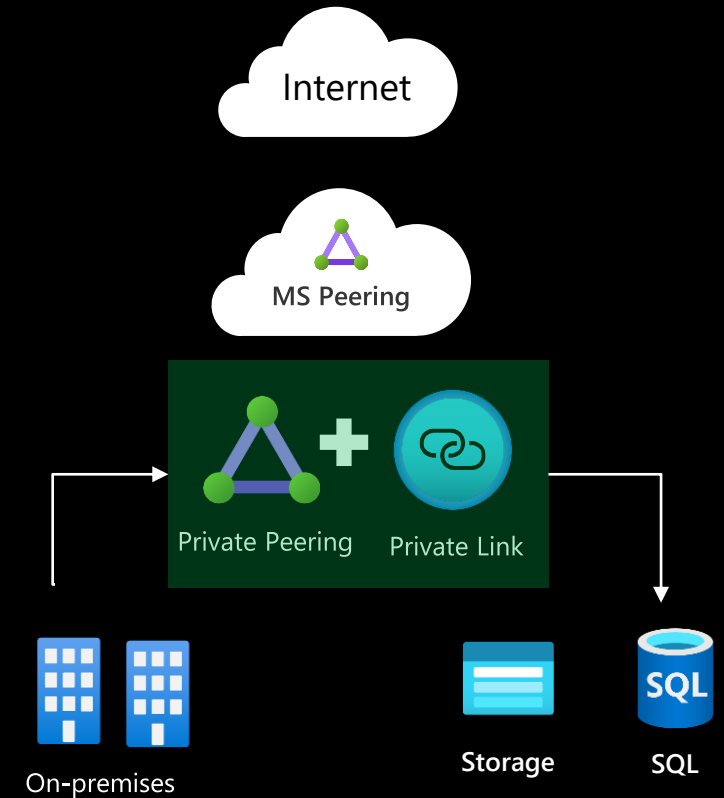 Internet
MS Peering
Private Peering
Private Link
SQL
Storage
SQL
On-premises